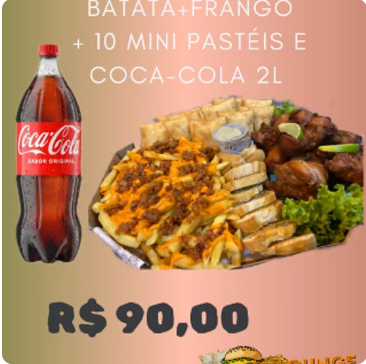 BATATA+FRANGO
+ 10 MINI PASTÉIS E
COCA-COLA 2L
Coca-Cola
SABOR ORIGINAL
R$ 90,00